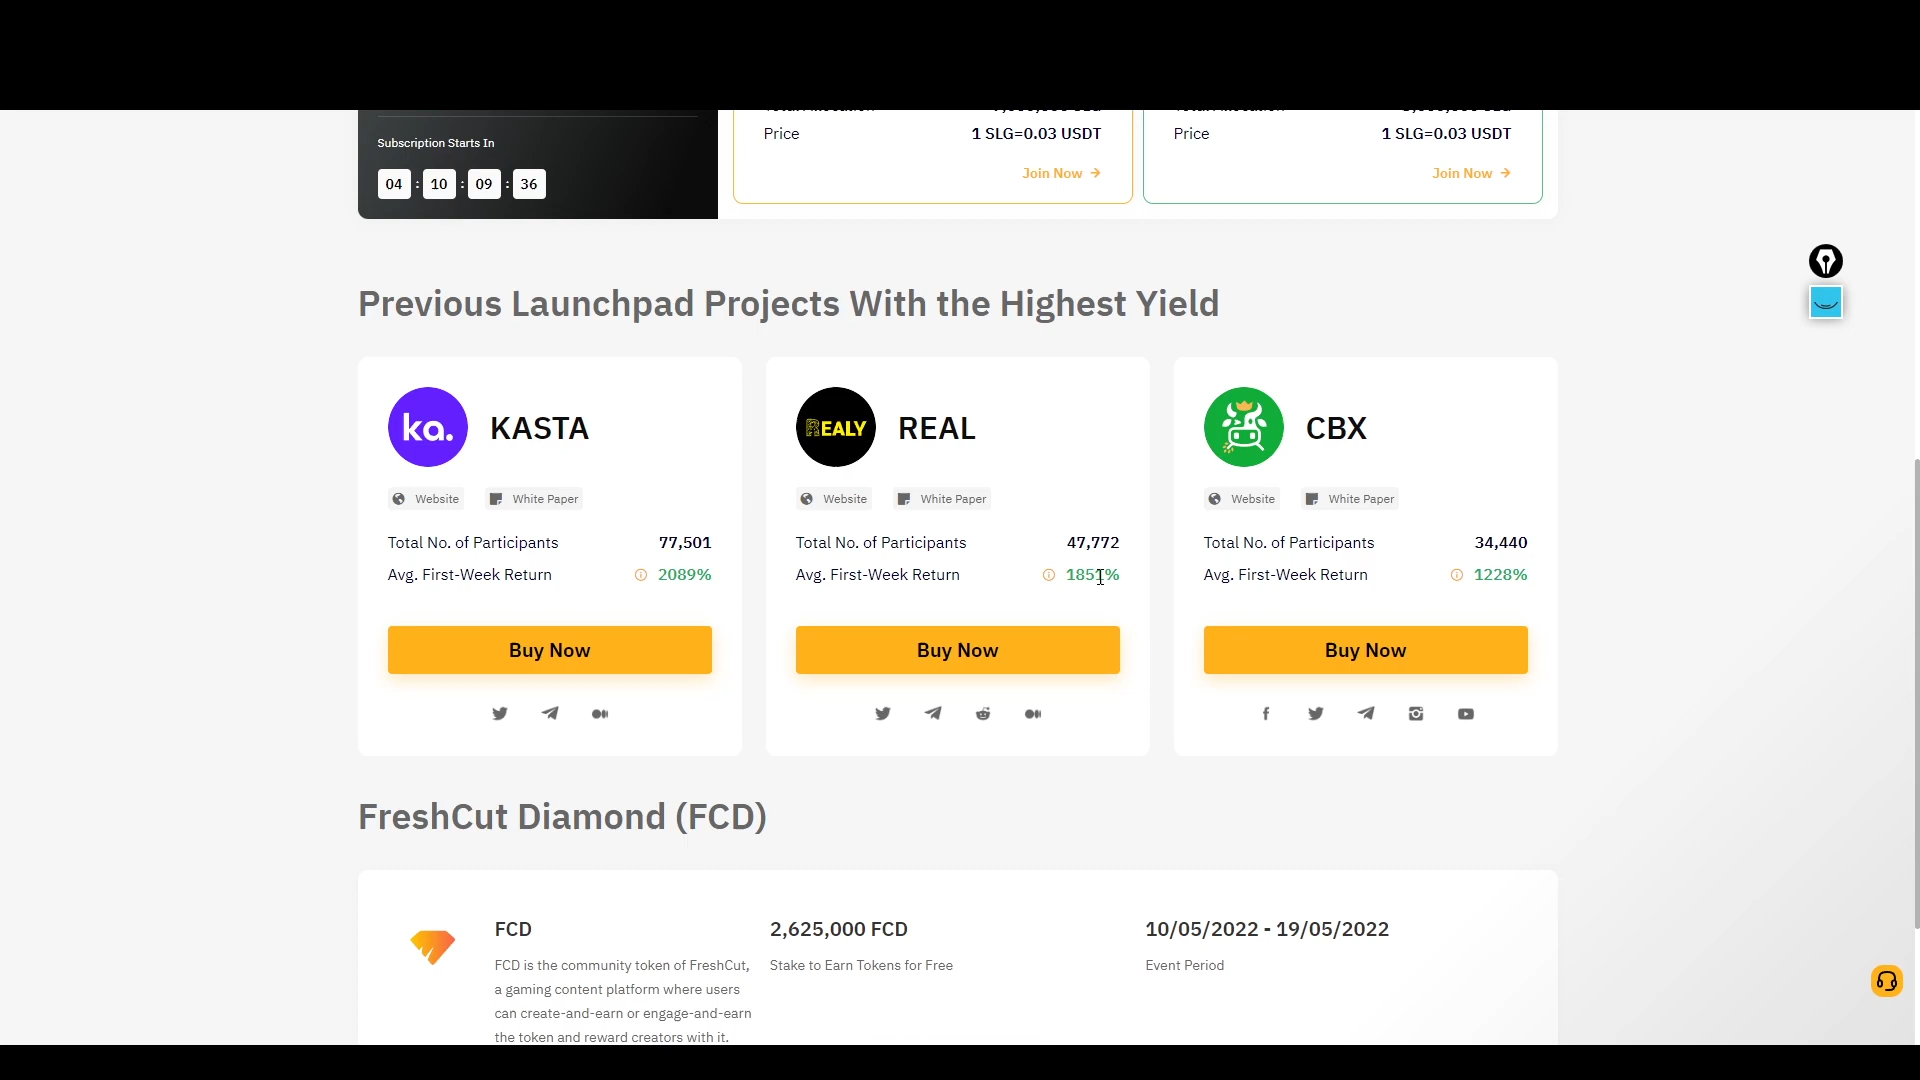 Price 1 SLG=0.03 USDT
Price 1 SLG=0.03 USDT
Subscription Starts In
Join Now →
Join Now →
04 : 10 : 09 : 36
Previous Launchpad Projects With the Highest Yield
ka. KASTA
REALY REAL
CBX
Website White Paper
Website White Paper
Website White Paper
Total No. of Participants 77,501
Avg. First-Week Return 2089%
Total No. of Participants 47,772
Avg. First-Week Return 1851%
Total No. of Participants 34,440
Avg. First-Week Return 1228%
Buy Now
Buy Now
Buy Now
FreshCut Diamond (FCD)
FCD
FCD is the community token of FreshCut,
a gaming content platform where users
can create-and-earn or engage-and-earn
the token and reward creators with it.
2,625,000 FCD
Stake to Earn Tokens for Free
10/05/2022 - 19/05/2022
Event Period